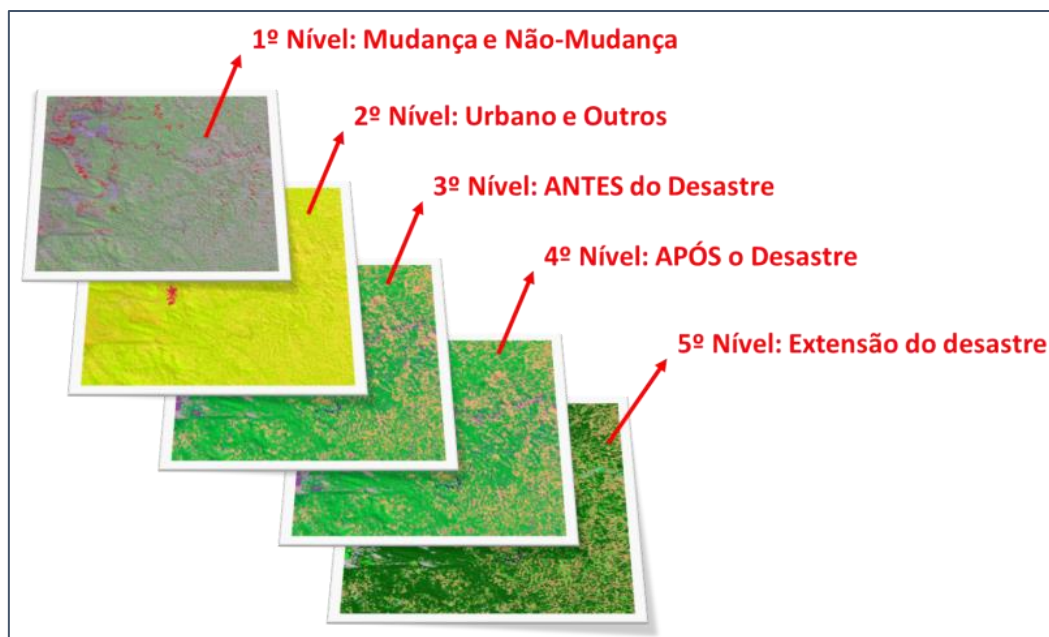 1º Nível: Mudança e Não-Mudança
2º Nível: Urbano e Outros
3º Nível: ANTES do Desastre
4º Nível: APÓS o Desastre
5º Nível: Extensão do desastre